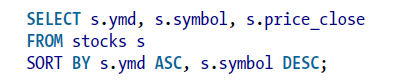 SELECT s.ymd, s.symbol, s.price_close
FROM stocks s
SORT BY s.ymd ASC, s.symbol DESC;